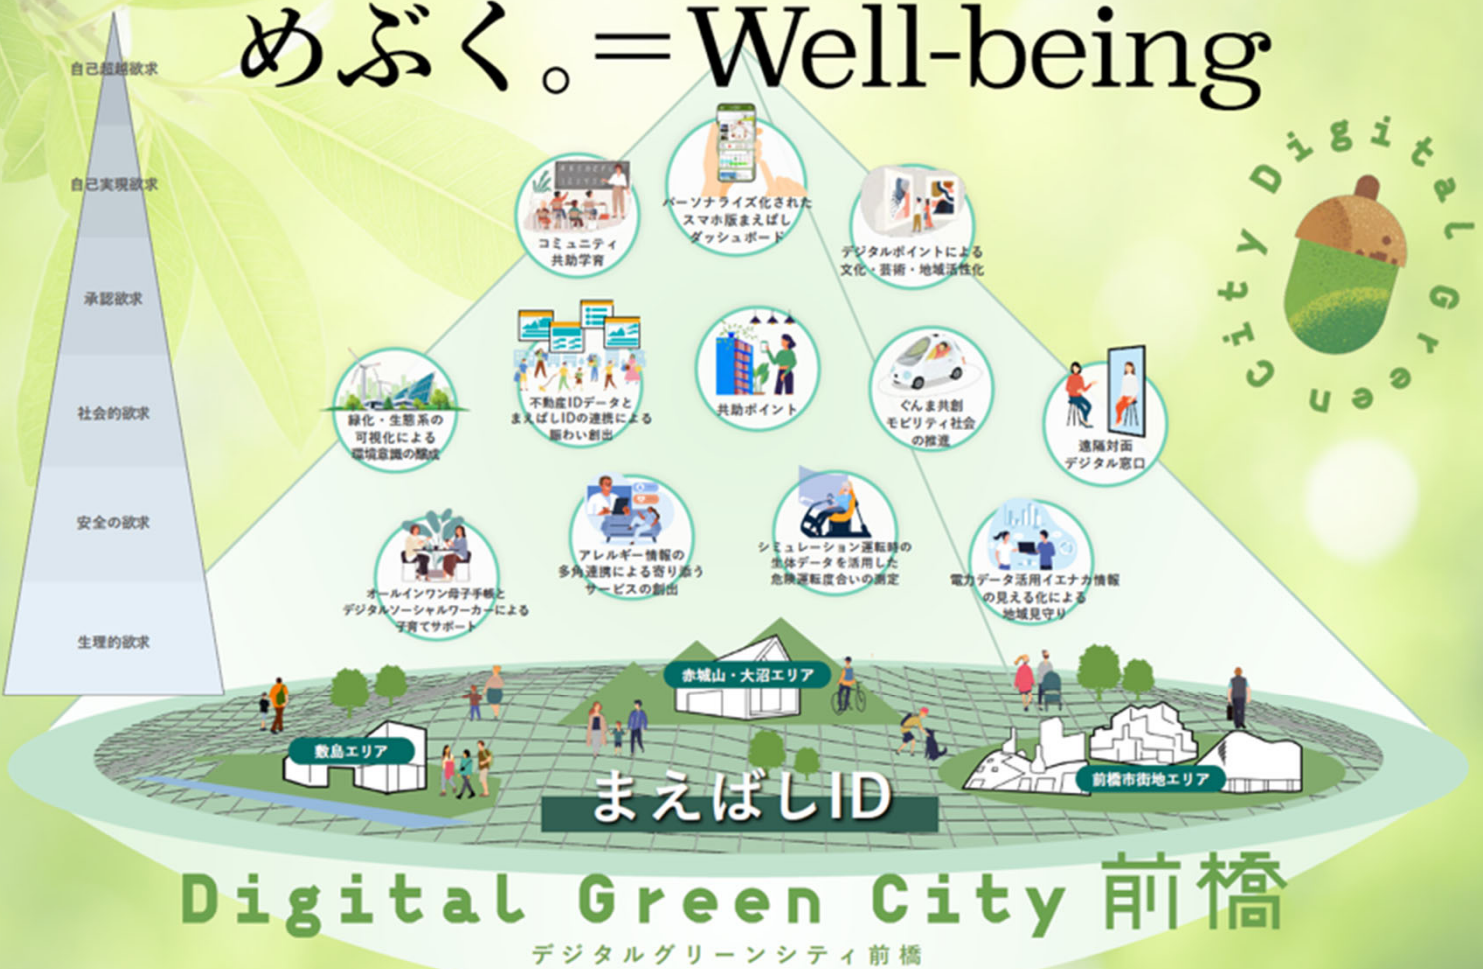 めぶく。＝Well-being
自己超越欲求
自己実現欲求
承認欲求
社会的欲求
安全の欲求
生理的欲求
Digital Green City
コミュニティ
共助学育
パーソナライズ化された
スマホ版まえばし
ダッシュボード
デジタルポイントによる
文化・芸術・地域活性化
緑化・生態系の
可視化による
環境意識の醸成
不動産IDデータと
まえばしIDの連携による
賑わい創出
共助ポイント
ぐんま共創
モビリティ社会
の推進
遠隔対面
デジタル窓口
オールインワン母子手帳と
デジタルソーシャルワーカーによる
子育てサポート
アレルギー情報の
多角連携による寄り添う
サービスの創出
シミュレーション運転時の
生体データを活用した
危険運転度合いの測定
電力データ活用イエナカ情報
の見える化による
地域見守り
赤城山・大沼エリア
敷島エリア
前橋市街地エリア
まえばしID
Digital Green City 前橋
デジタルグリーンシティ前橋